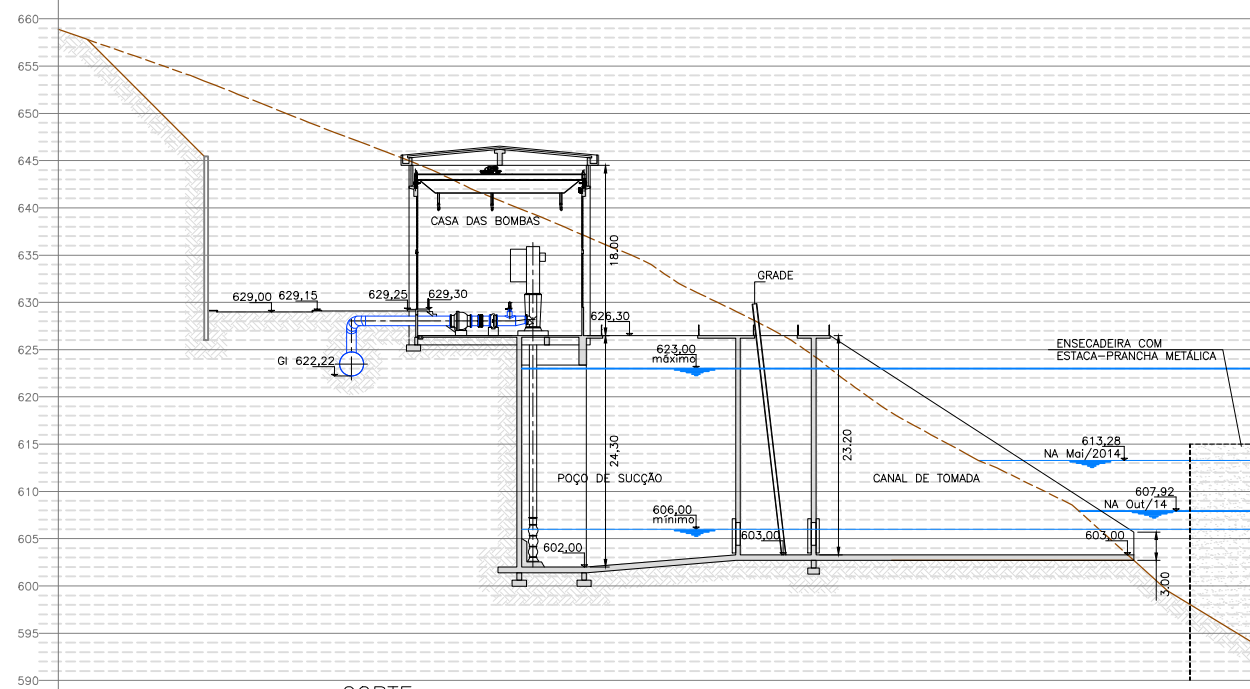 660
655
650
645
640
CASA DAS BOMBAS
18,00
635
GRADE
630
629,00
629,15
629,25
629,30
626,30
625
GI 622,22
623,00
máximo
ENSECADEIRA COM
ESTACA-PRANCHA METÁLICA
620
615
24,30
23,20
613,28
NA Mai/2014
POÇO DE SUCÇÃO
CANAL DE TOMADA
610
607,92
NA Out/14
606,00
mínimo
605
602,00
603,00
603,00
600
3,00
595
590
CORTE